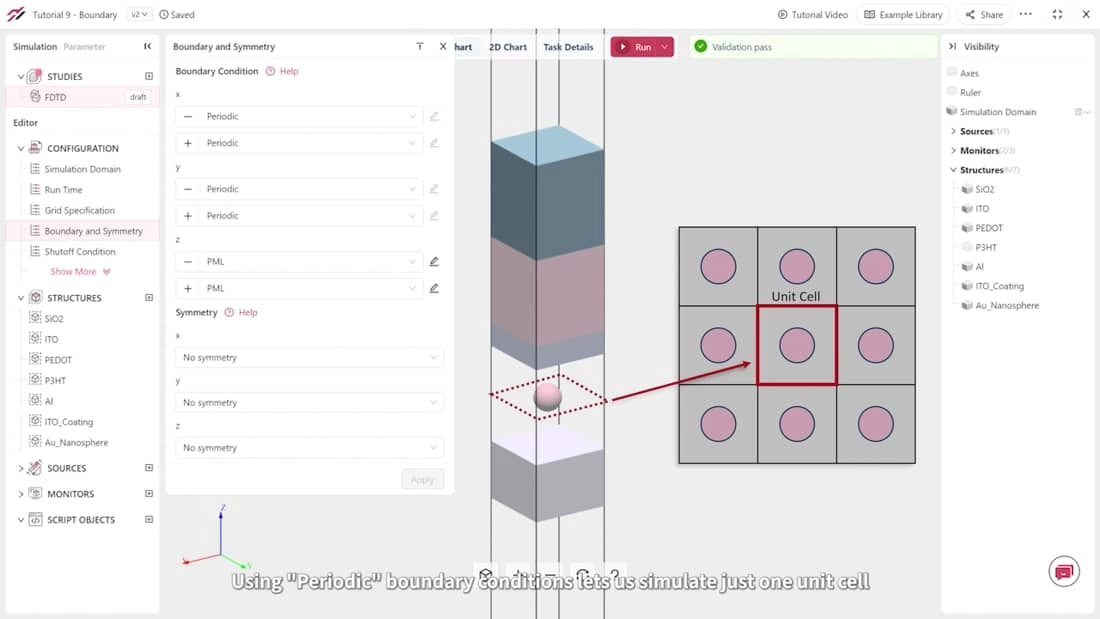 Tutorial 9 - Boundary
v2
Saved
Tutorial Video
Example Library
Share
Simulation
Parameter
STUDIES
FDTD
draft
Editor
CONFIGURATION
Simulation Domain
Run Time
Grid Specification
Boundary and Symmetry
Shutoff Condition
Show More
STRUCTURES
SiO2
ITO
PEDOT
P3HT
Al
ITO_Coating
Au_Nanosphere
SOURCES
MONITORS
SCRIPT OBJECTS
Boundary and Symmetry
Boundary Condition
Help
x
− Periodic
+ Periodic
y
− Periodic
+ Periodic
z
− PML
+ PML
Symmetry
Help
x
No symmetry
y
No symmetry
z
No symmetry
Apply
hart
2D Chart
Task Details
Run
Validation pass
Unit Cell
Z
X
Y
Using "Periodic" boundary conditions lets us simulate just one unit cell
Visibility
Axes
Ruler
Simulation Domain
Sources(1/1)
Monitors(2/3)
Structures(6/7)
SiO2
ITO
PEDOT
P3HT
Al
ITO_Coating
Au_Nanosphere